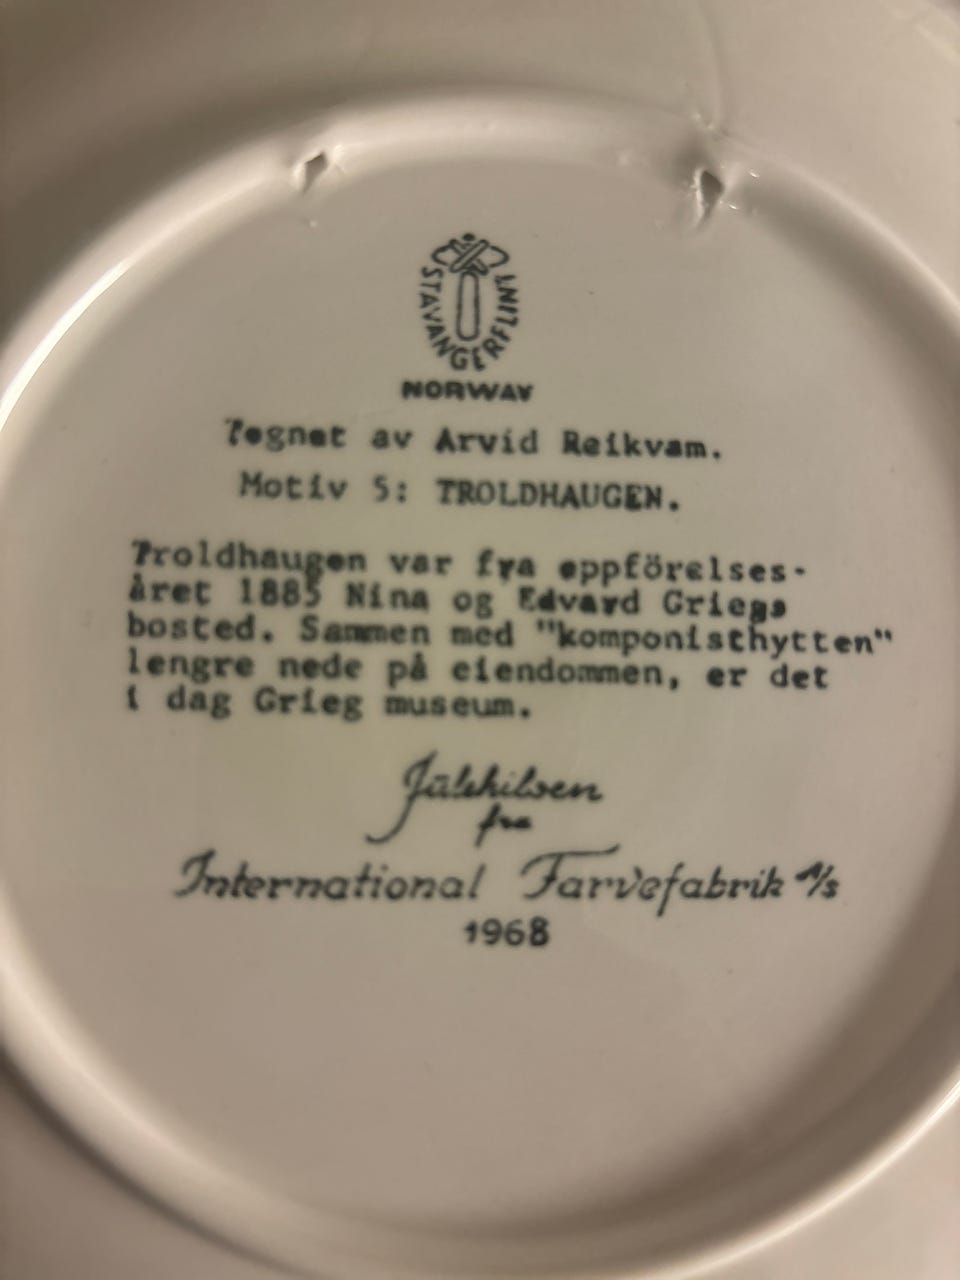 STAVANGERFLINT
NORWAY
Tegnet av Arvid Reikvam.
Motiv 5: TROLDHAUGEN.
Troldhaugen var fra oppförelses-
året 1885 Nina og Edvard Griegs
bosted. Sammen med "komponisthytten"
lengre nede på eiendommen, er det
i dag Grieg museum.
Julehilsen
fra
International Farvefabrik A/S
1968